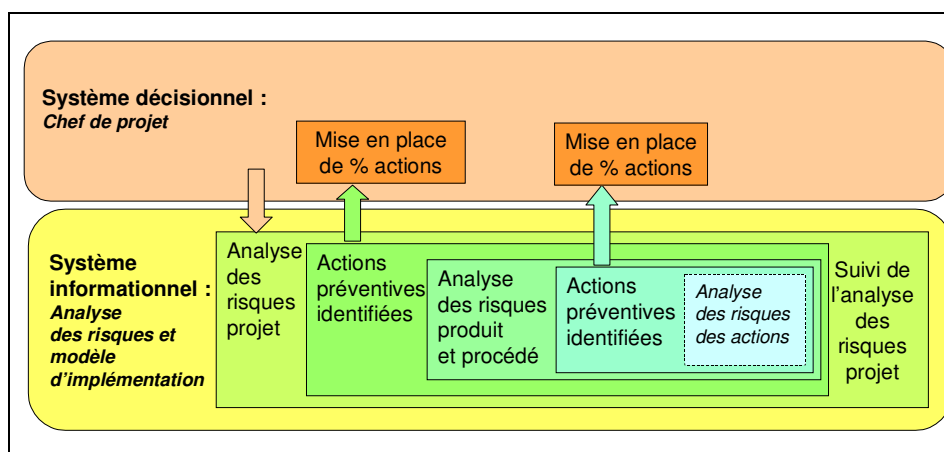 Système décisionnel :
Chef de projet
Mise en place
de % actions
Mise en place
de % actions
Système
informationnel :
Analyse
des risques et
modèle
d'implémentation
Analyse
des
risques
projet
Actions
préventives
identifiées
Analyse
des risques
produit
et procédé
Actions
préventives
identifiées
Analyse
des risques
des actions
Suivi de
l'analyse
des
risques
projet